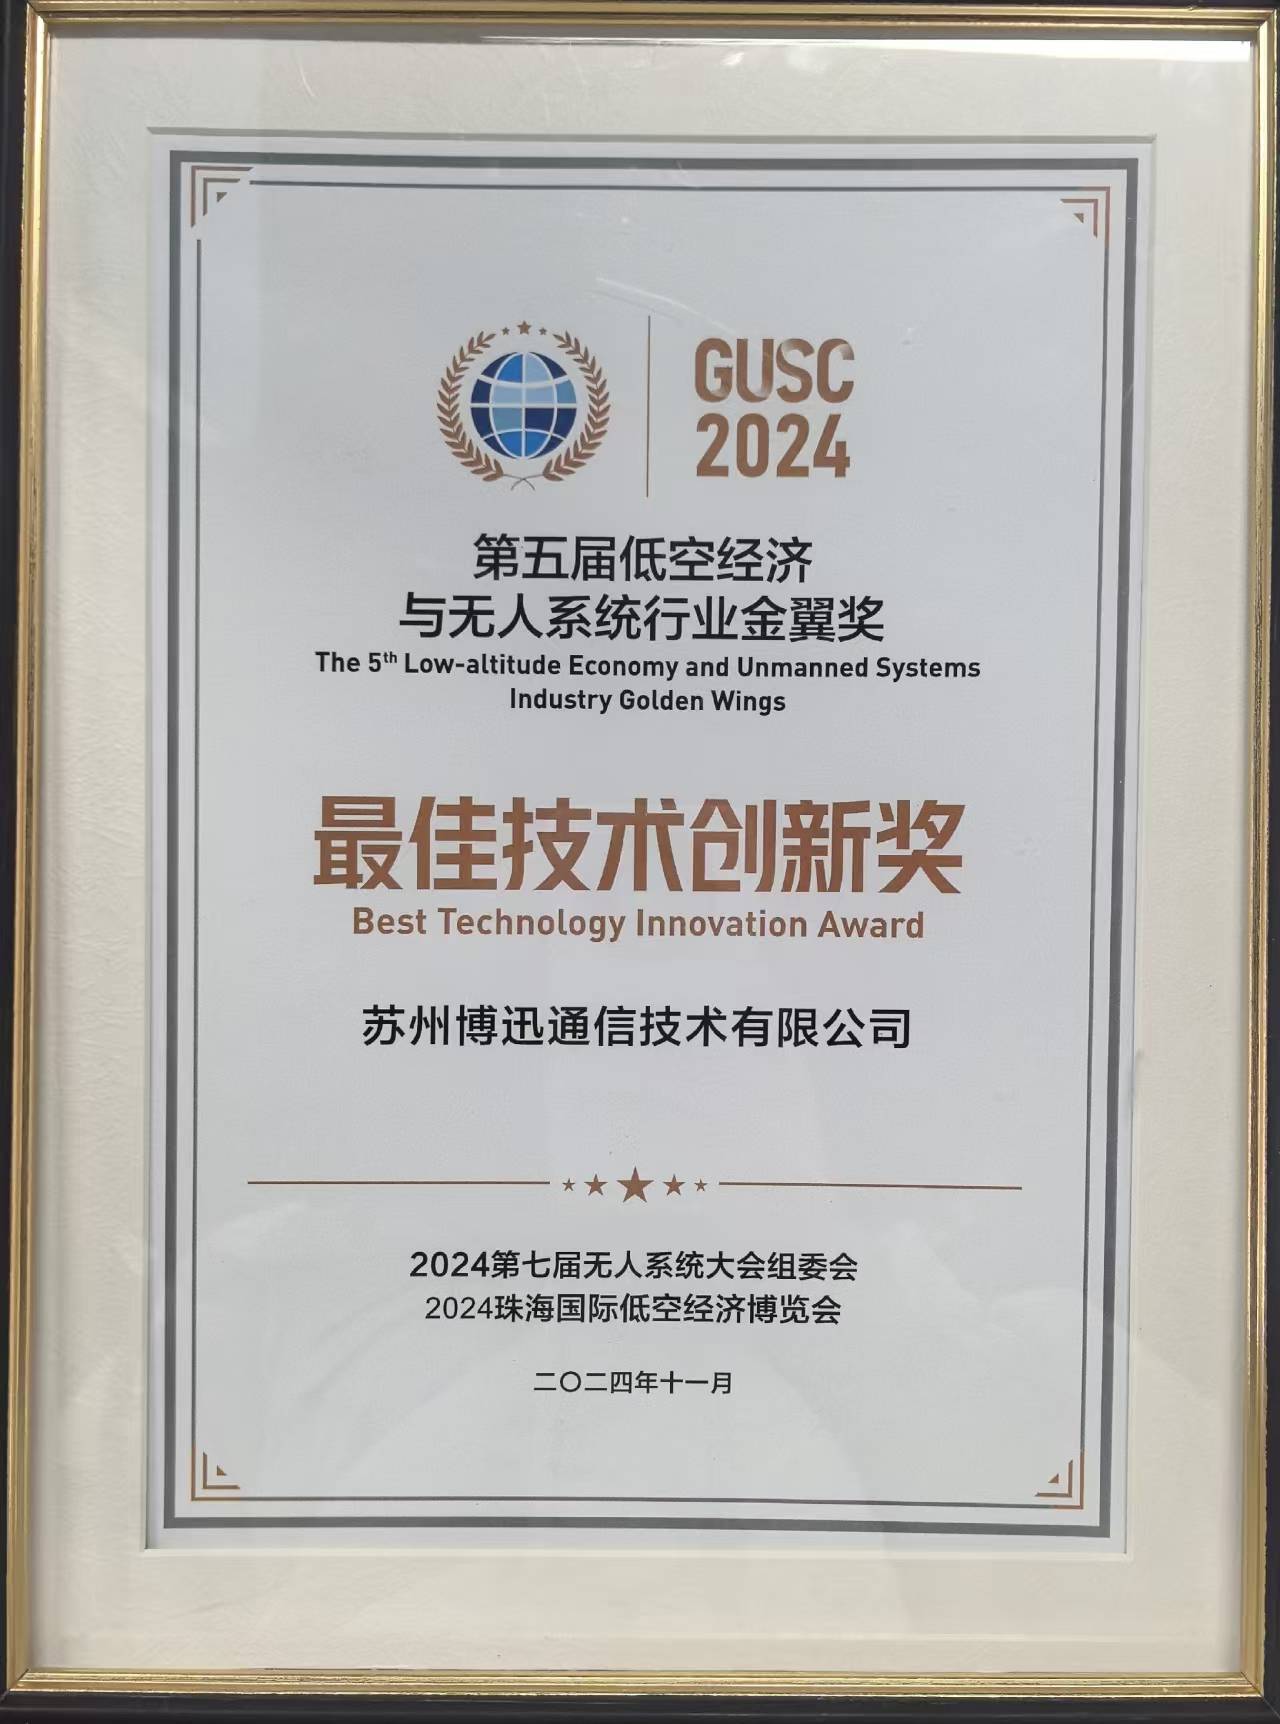 GUSC
2024
第五届低空经济
与无人系统行业金翼奖
The 5th Low-altitude Economy and Unmanned Systems
Industry Golden Wings
最佳技术创新奖
Best Technology Innovation Award
苏州博迅通信技术有限公司
2024第七届无人系统大会组委会
2024珠海国际低空经济博览会
二〇二四年十一月